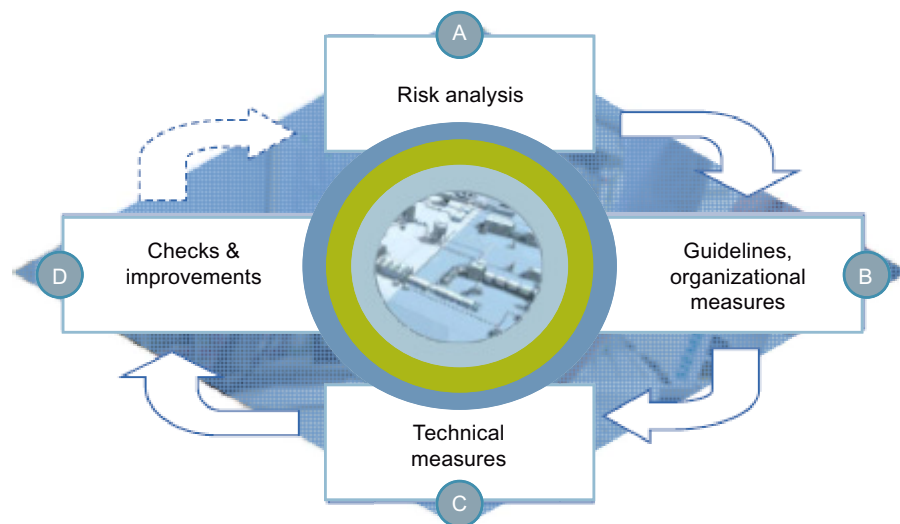 A
Risk analysis
Checks &
improvements
D
Guidelines,
organizational
measures
B
Technical
measures
C